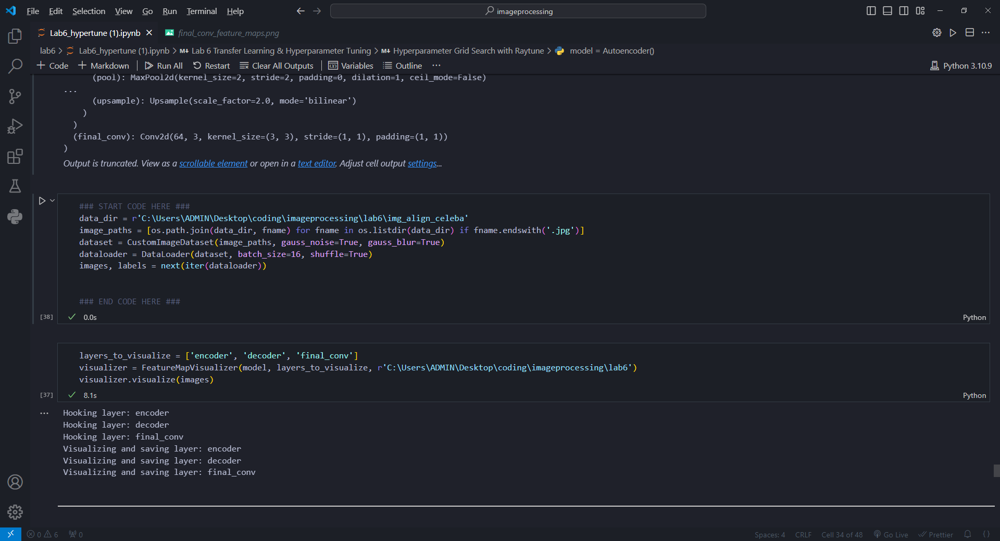 File Edit Selection View Go Run Terminal Help
imageprocessing
Lab6_hypertune (1).ipynb
final_conv_feature_maps.png
lab6 > Lab6_hypertune (1).ipynb > M↓ Lab 6 Transfer Learning & Hyperparameter Tuning > M↓ Hyperparameter Grid Search with Raytune > model = Autoencoder()
+ Code + Markdown Run All Restart Clear All Outputs Variables Outline ...
Python 3.10.9
(pool): MaxPool2d(kernel_size=2, stride=2, padding=0, dilation=1, ceil_mode=False)
...
(upsample): Upsample(scale_factor=2.0, mode='bilinear')
)
)
(final_conv): Conv2d(64, 3, kernel_size=(3, 3), stride=(1, 1), padding=(1, 1))
)
Output is truncated. View as a scrollable element or open in a text editor. Adjust cell output settings...
### START CODE HERE ###
data_dir = r'C:\Users\ADMIN\Desktop\coding\imageprocessing\lab6\img_align_celeba'
image_paths = [os.path.join(data_dir, fname) for fname in os.listdir(data_dir) if fname.endswith('.jpg')]
dataset = CustomImageDataset(image_paths, gauss_noise=True, gauss_blur=True)
dataloader = DataLoader(dataset, batch_size=16, shuffle=True)
images, labels = next(iter(dataloader))
### END CODE HERE ###
[38] 0.0s Python
layers_to_visualize = ['encoder', 'decoder', 'final_conv']
visualizer = FeatureMapVisualizer(model, layers_to_visualize, r'C:\Users\ADMIN\Desktop\coding\imageprocessing\lab6')
visualizer.visualize(images)
[37] 8.1s Python
... Hooking layer: encoder
Hooking layer: decoder
Hooking layer: final_conv
Visualizing and saving layer: encoder
Visualizing and saving layer: decoder
Visualizing and saving layer: final_conv
0 6 0 Spaces: 4 CRLF Cell 34 of 48 Go Live Prettier {}